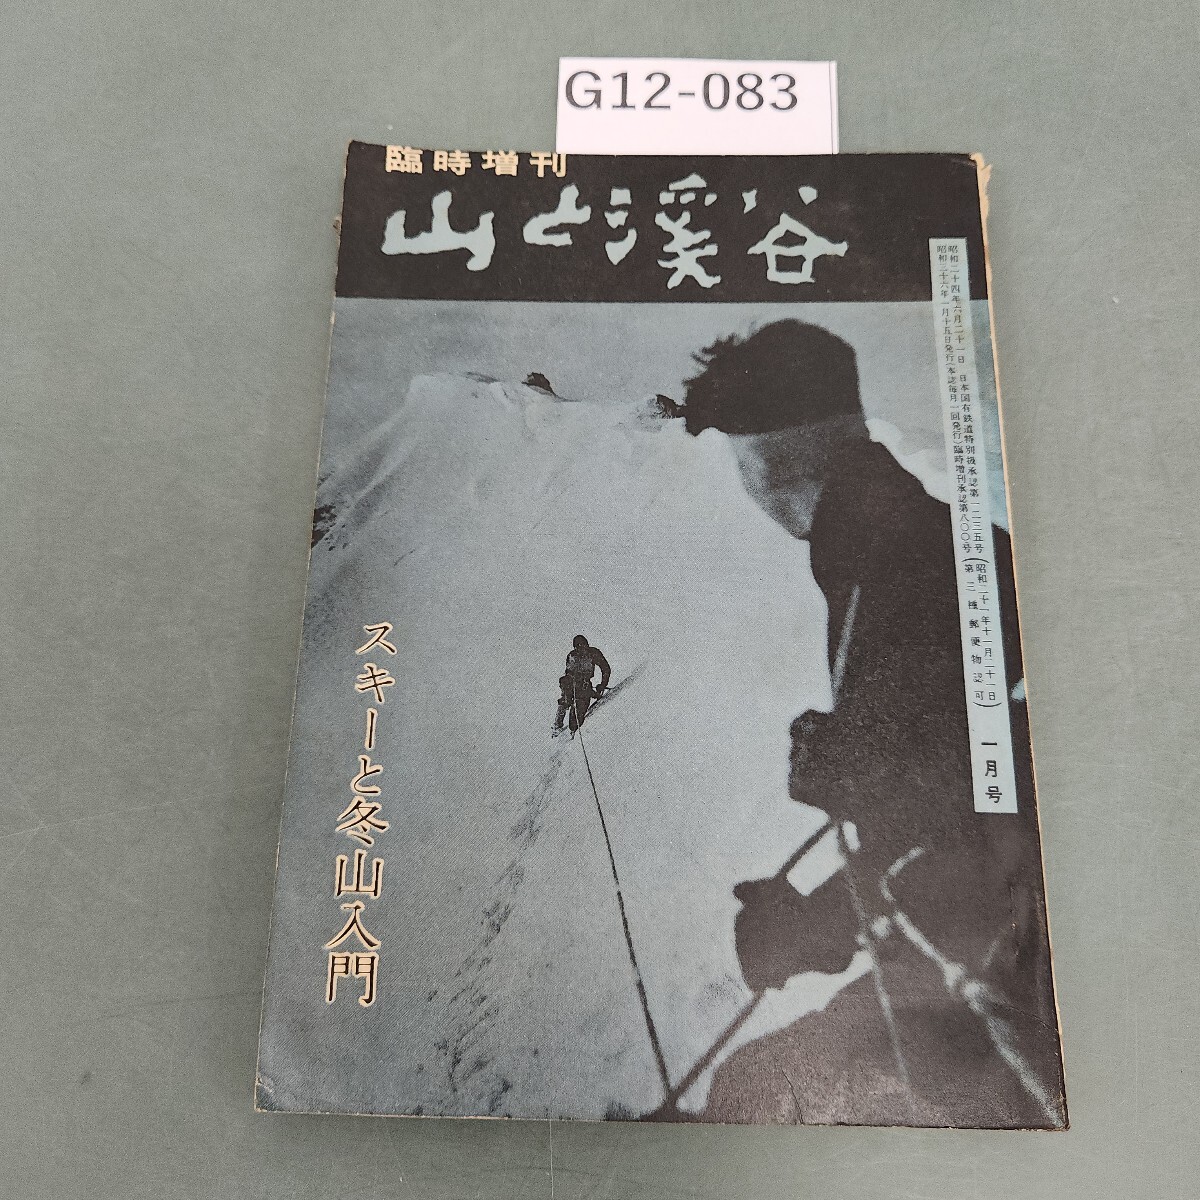 G12-083
臨時増刊
山と渓谷
昭和二十四年六月二十一日 日本国有鉄道特別扱承認第一二三五号(昭和二十一年十一月二十一日)
昭和三十六年一月十五日発行(本誌毎月一回発行)臨時増刊承認第八〇〇号(第三種郵便物認可)
一月号
スキーと冬山入門